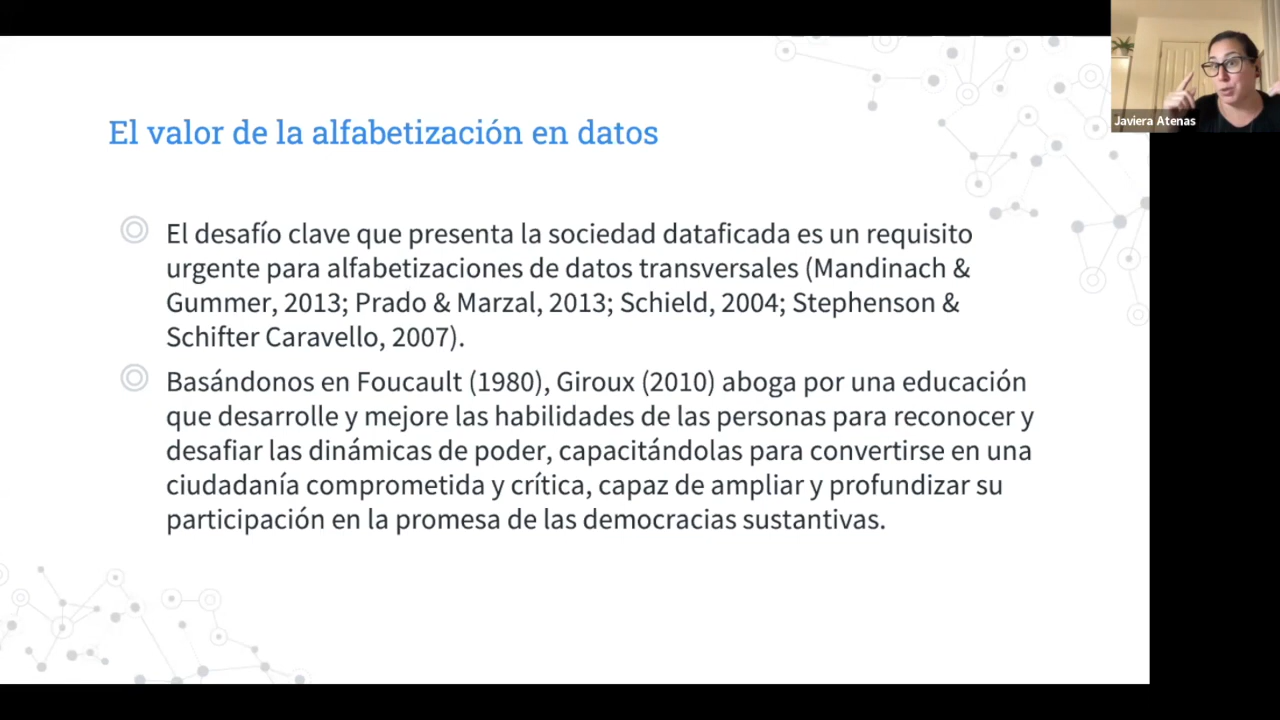 El valor de la alfabetización en datos
El desafío clave que presenta la sociedad dataficada es un requisito
urgente para alfabetizaciones de datos transversales (Mandinach &
Gummer, 2013; Prado & Marzal, 2013; Schield, 2004; Stephenson &
Schifter Caravello, 2007).
Basándonos en Foucault (1980), Giroux (2010) aboga por una educación
que desarrolle y mejore las habilidades de las personas para reconocer y
desafiar las dinámicas de poder, capacitándolas para convertirse en una
ciudadanía comprometida y crítica, capaz de ampliar y profundizar su
participación en la promesa de las democracias sustantivas.
Javiera Atenas